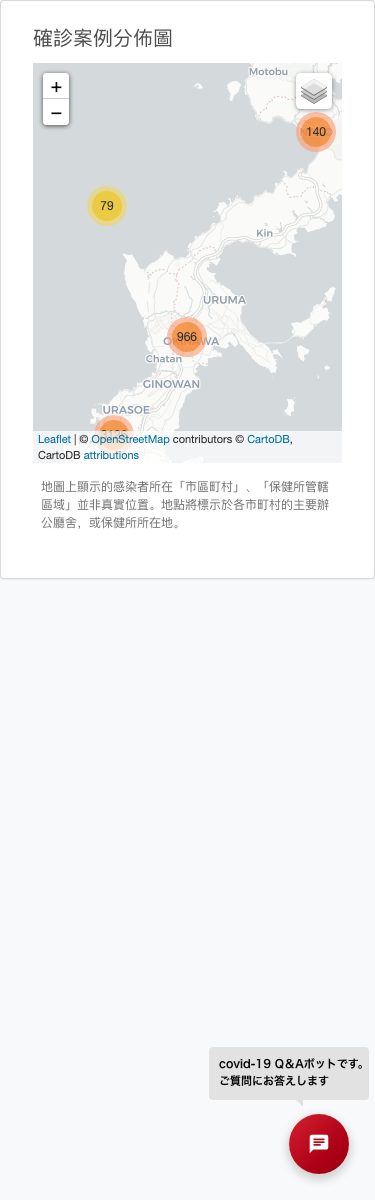 確診案例分佈圖
Motobu
+
−
140
79
Kin
URUMA
966
Chatan
GINOWAN
URASOE
Leaflet | © OpenStreetMap contributors © CartoDB,
CartoDB attributions
地圖上顯示的感染者所在「市區町村」、「保健所管轄
區域」並非真實位置。地點將標示於各市町村的主要辦
公廳舍，或保健所所在地。
covid-19 Q&Aボットです。
ご質問にお答えします